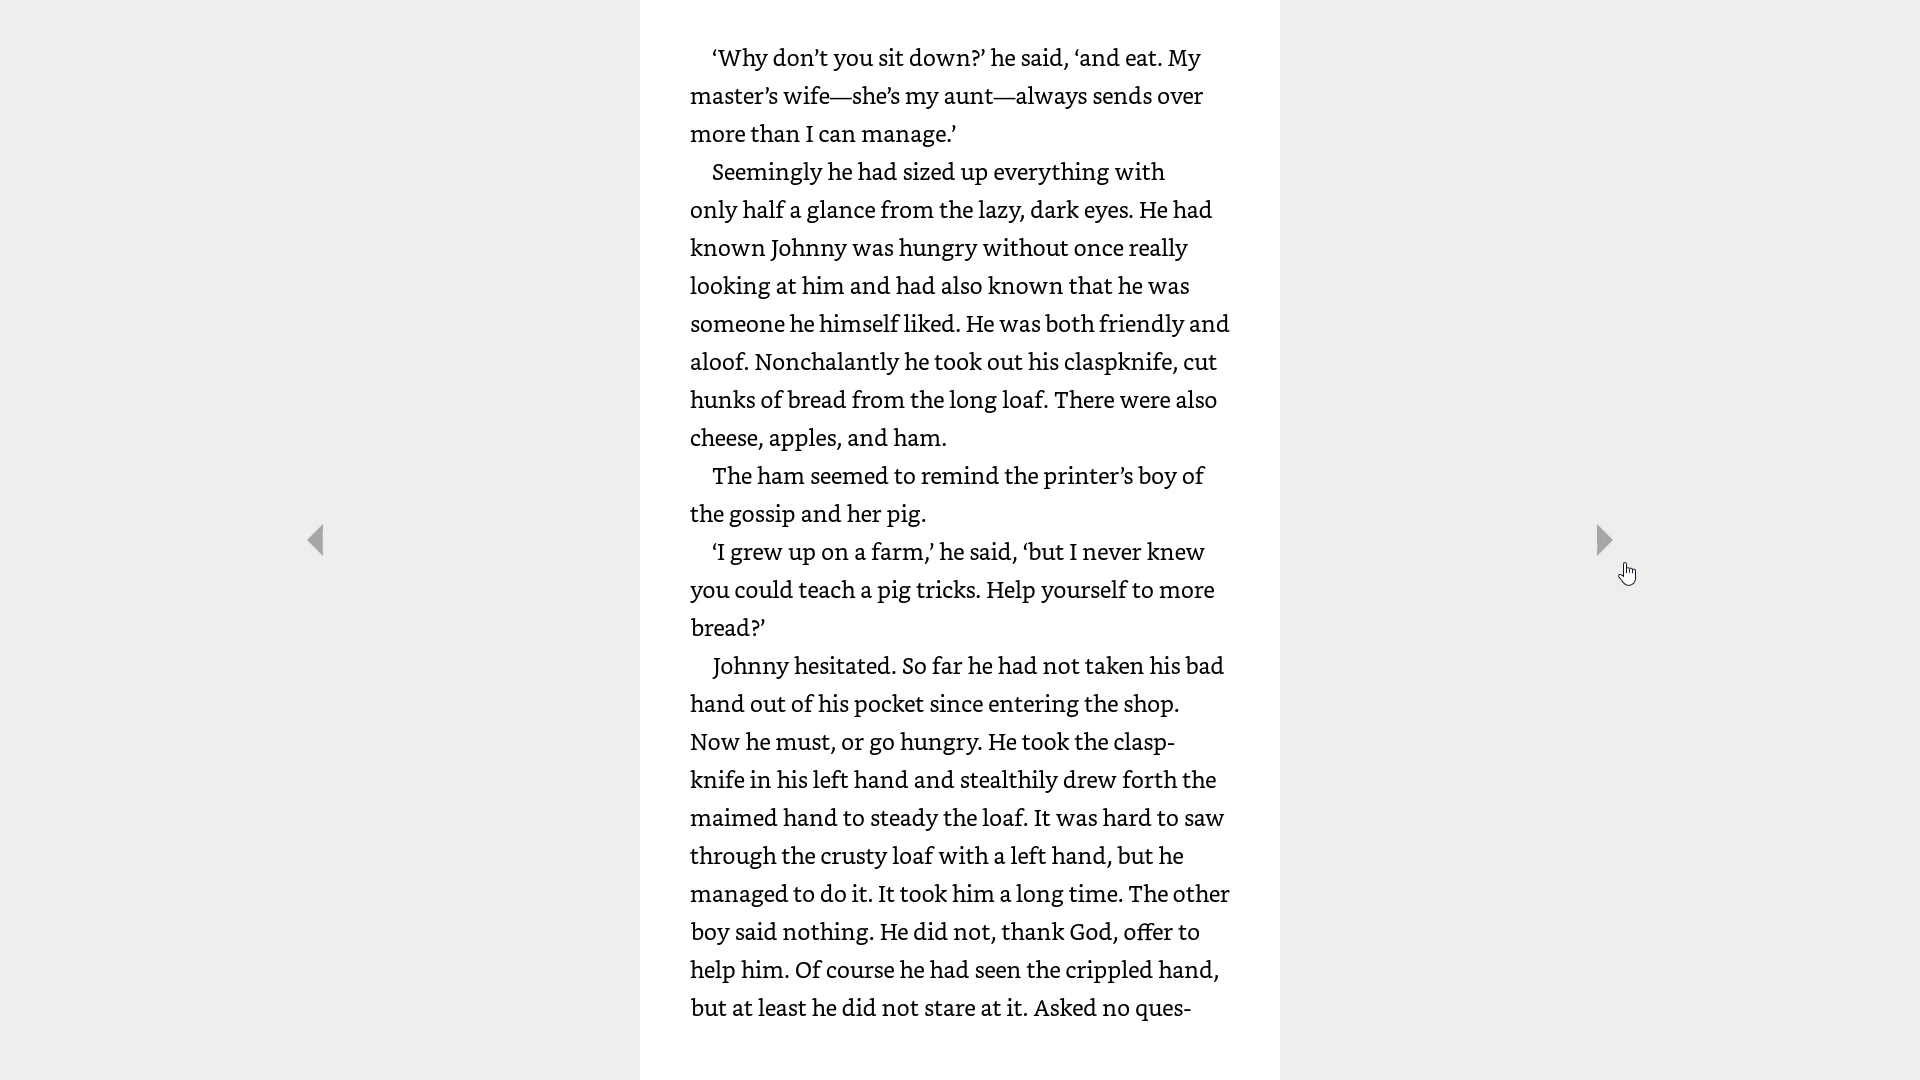 ‘Why don’t you sit down?’ he said, ‘and eat. My
master’s wife—she’s my aunt—always sends over
more than I can manage.’
Seemingly he had sized up everything with
only half a glance from the lazy, dark eyes. He had
known Johnny was hungry without once really
looking at him and had also known that he was
someone he himself liked. He was both friendly and
aloof. Nonchalantly he took out his claspknife, cut
hunks of bread from the long loaf. There were also
cheese, apples, and ham.
The ham seemed to remind the printer’s boy of
the gossip and her pig.
‘I grew up on a farm,’ he said, ‘but I never knew
you could teach a pig tricks. Help yourself to more
bread?’
Johnny hesitated. So far he had not taken his bad
hand out of his pocket since entering the shop.
Now he must, or go hungry. He took the clasp-
knife in his left hand and stealthily drew forth the
maimed hand to steady the loaf. It was hard to saw
through the crusty loaf with a left hand, but he
managed to do it. It took him a long time. The other
boy said nothing. He did not, thank God, offer to
help him. Of course he had seen the crippled hand,
but at least he did not stare at it. Asked no ques-